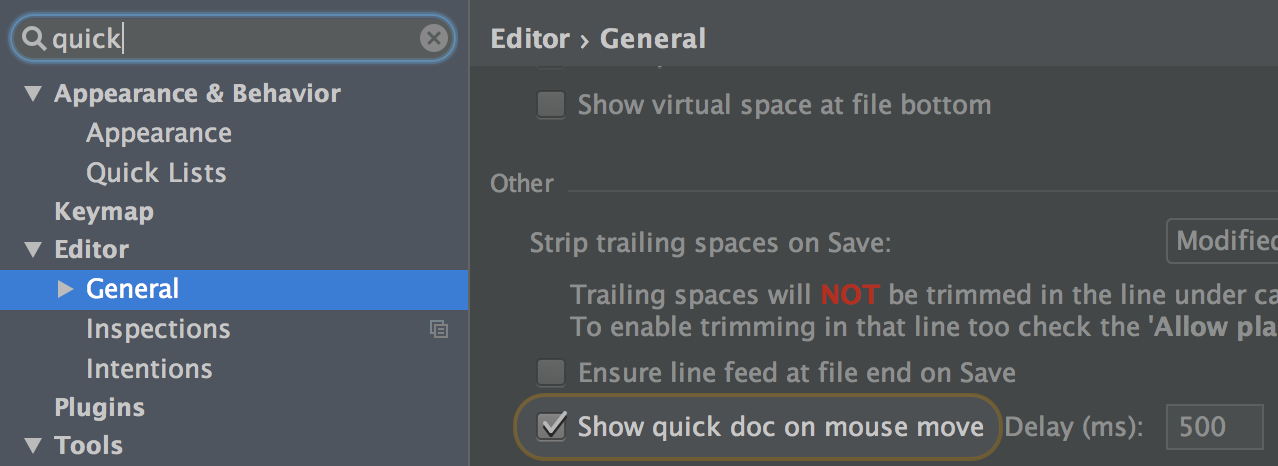 quick
Appearance & Behavior
Appearance
Quick Lists
Keymap
Editor
General
Inspections
Intentions
Plugins
Tools
Editor › General
Show virtual space at file bottom
Other
Strip trailing spaces on Save:
Modified
Trailing spaces will NOT be trimmed in the line under ca
To enable trimming in that line too check the 'Allow pla
Ensure line feed at file end on Save
Show quick doc on mouse move Delay (ms): 500